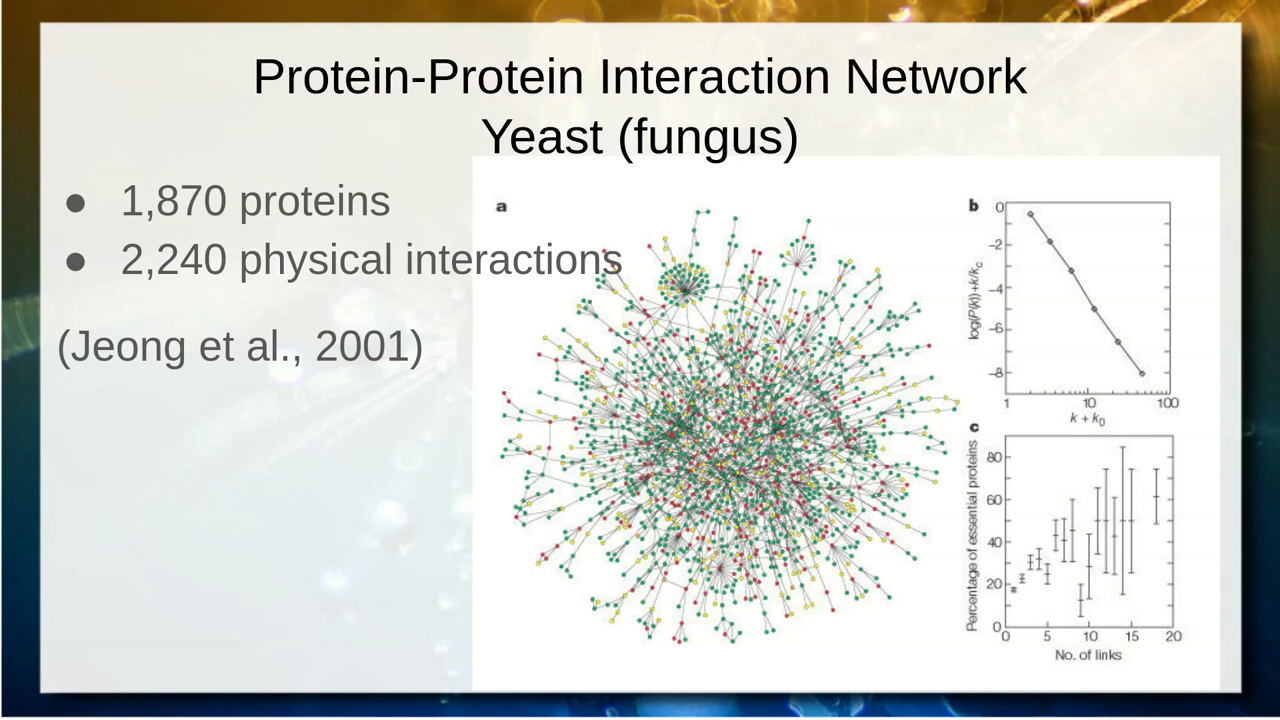 Protein-Protein Interaction Network
Yeast (fungus)
● 1,870 proteins
● 2,240 physical interactions
(Jeong et al., 2001)
a
b
0
–2
–4
–6
–8
log(P(k))+k/kc
1 10 100
k + k0
c
80
60
40
20
0
Percentage of essential proteins
0 5 10 15 20
No. of links